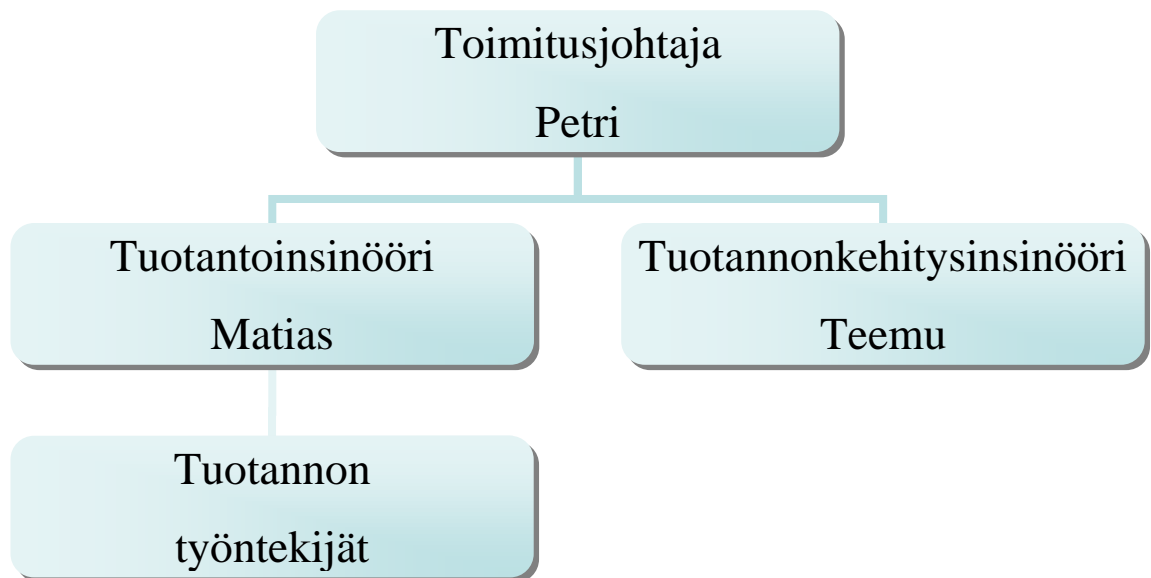 Toimitusjohtaja
Petri
Tuotantoinsinööri
Matias
Tuotannonkehitysinsinööri
Teemu
Tuotannon
työntekijät